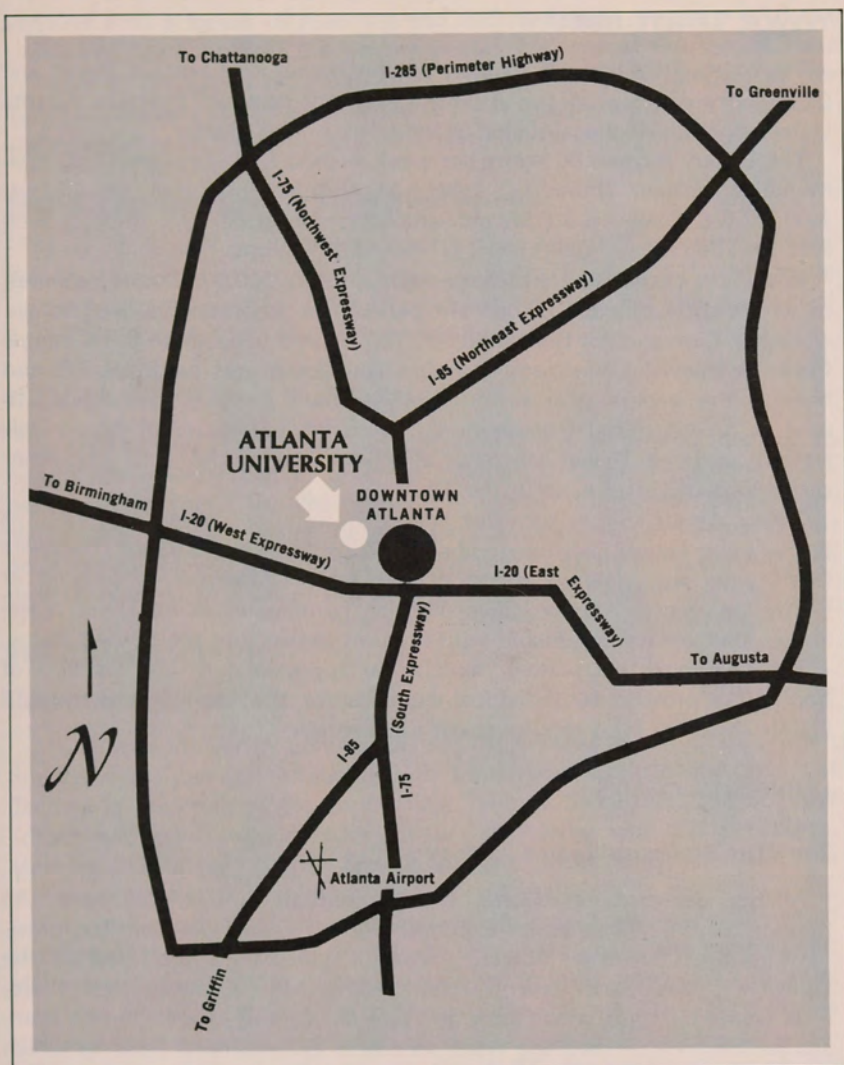 To Chattanooga
I-285 (Perimeter Highway)
To Greenville
I-75 (Northwest Expressway)
I-85 (Northeast Expressway)
ATLANTA
UNIVERSITY
DOWNTOWN
ATLANTA
To Birmingham
I-20 (West Expressway)
I-20 (East Expressway)
To Augusta
(South Expressway)
N
I-85
I-75
Atlanta Airport
To Griffin